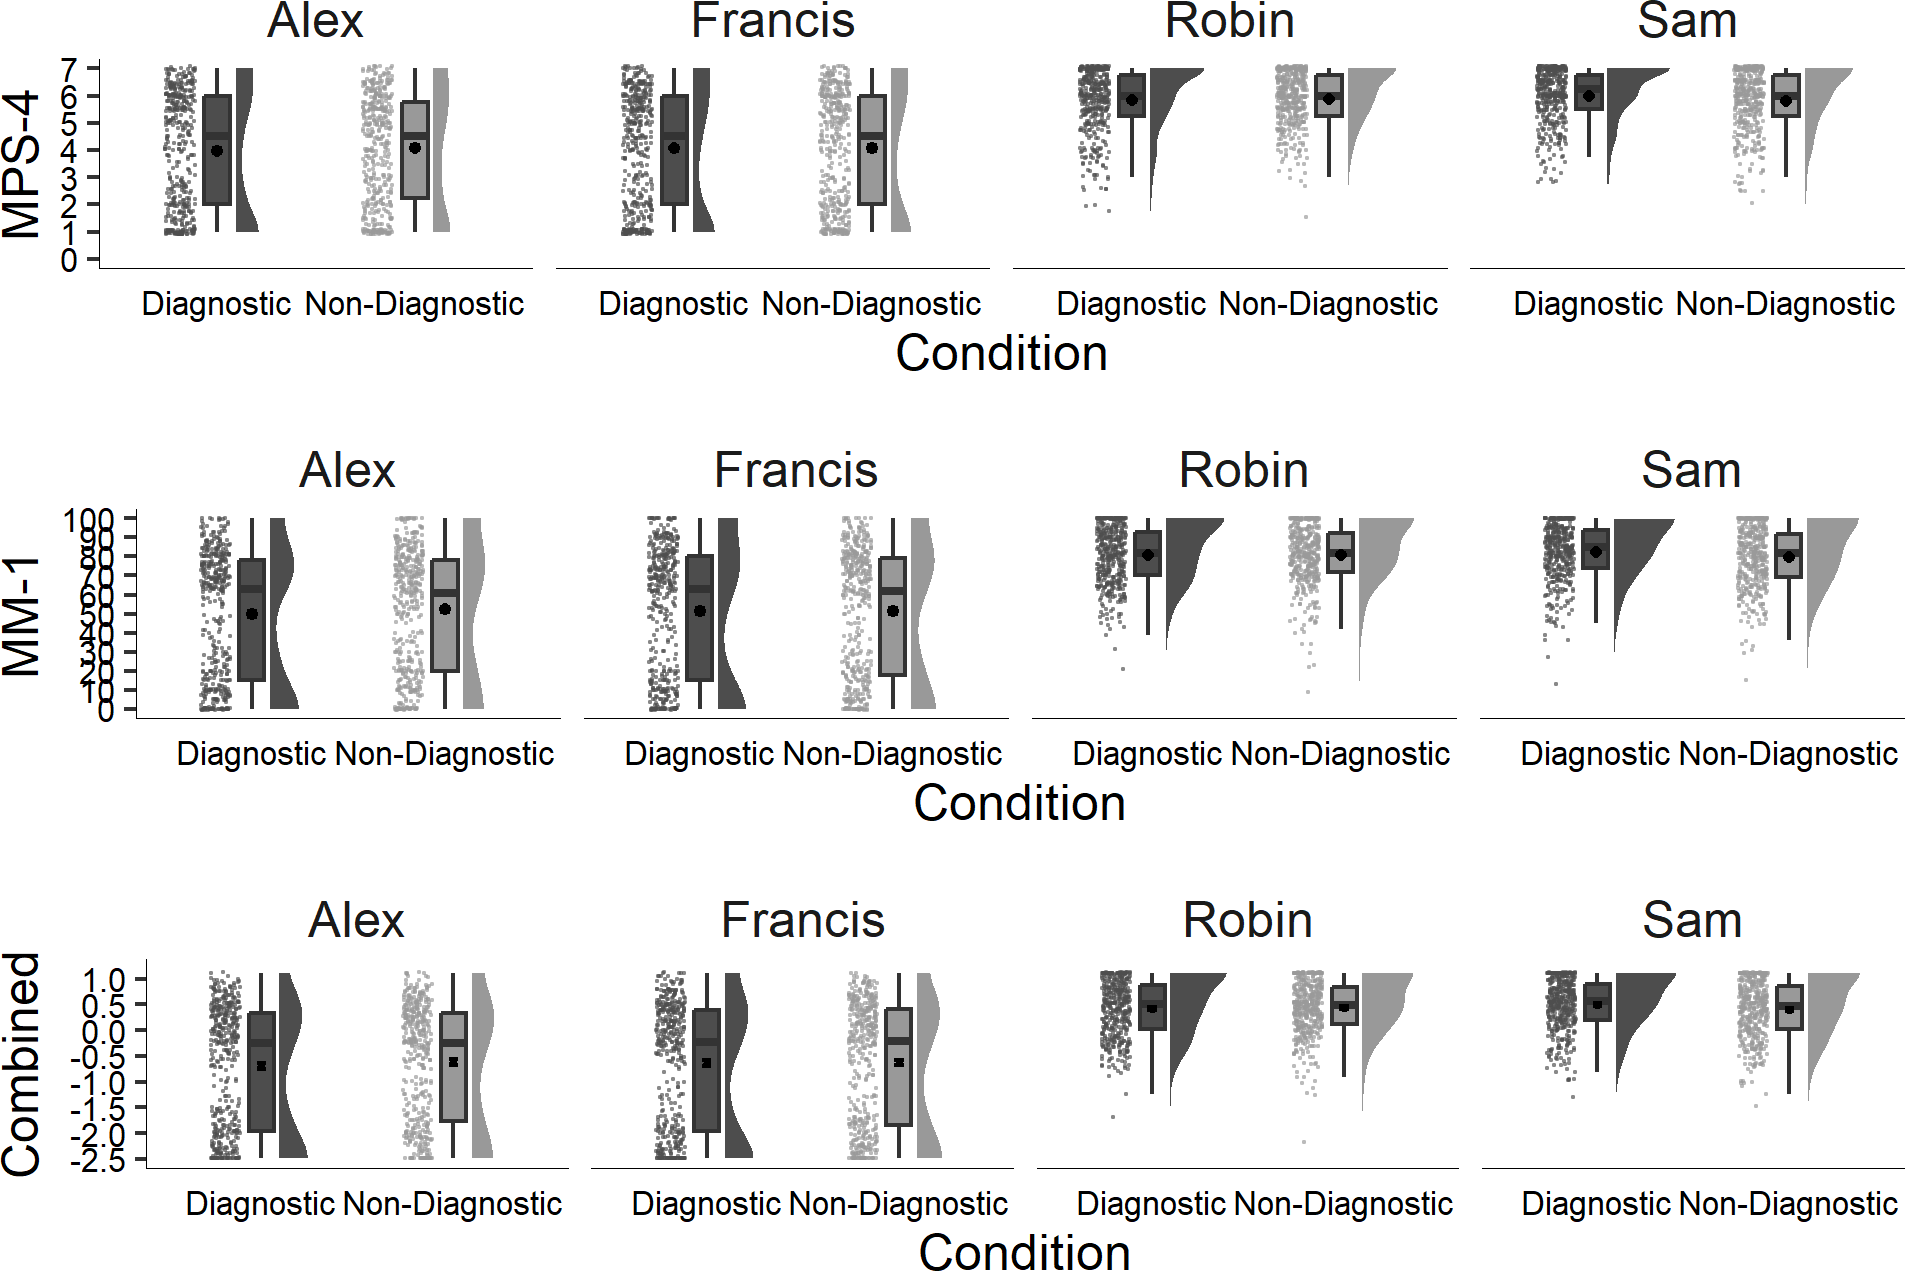 Alex Francis Robin Sam
MPS-4
7
6
5
4
3
2
1
0
Diagnostic Non-Diagnostic Diagnostic Non-Diagnostic Diagnostic Non-Diagnostic Diagnostic Non-Diagnostic
Condition
Alex Francis Robin Sam
MM-1
100
90
80
70
60
50
40
30
20
10
0
Diagnostic Non-Diagnostic Diagnostic Non-Diagnostic Diagnostic Non-Diagnostic Diagnostic Non-Diagnostic
Condition
Alex Francis Robin Sam
Combined
1.0
0.5
0.0
-0.5
-1.0
-1.5
-2.0
-2.5
Diagnostic Non-Diagnostic Diagnostic Non-Diagnostic Diagnostic Non-Diagnostic Diagnostic Non-Diagnostic
Condition